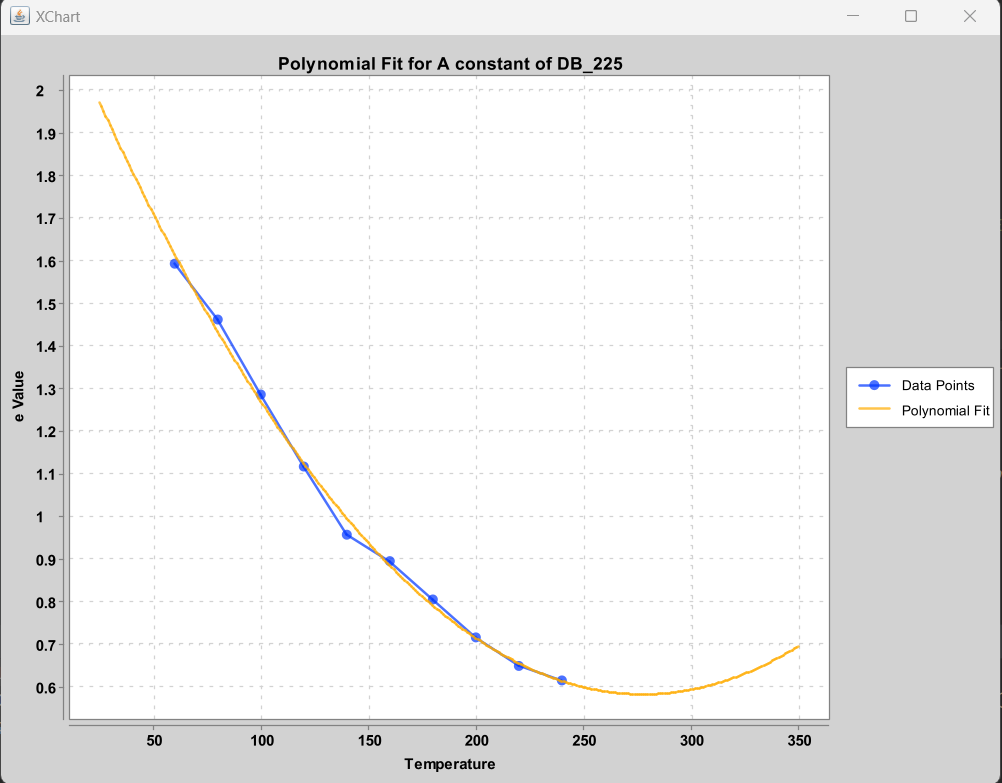 XChart
Polynomial Fit for A constant of DB_225
2
1.9
1.8
1.7
1.6
1.5
1.4
1.3
1.2
1.1
1
0.9
0.8
0.7
0.6
e Value
50 100 150 200 250 300 350
Temperature
Data Points
Polynomial Fit